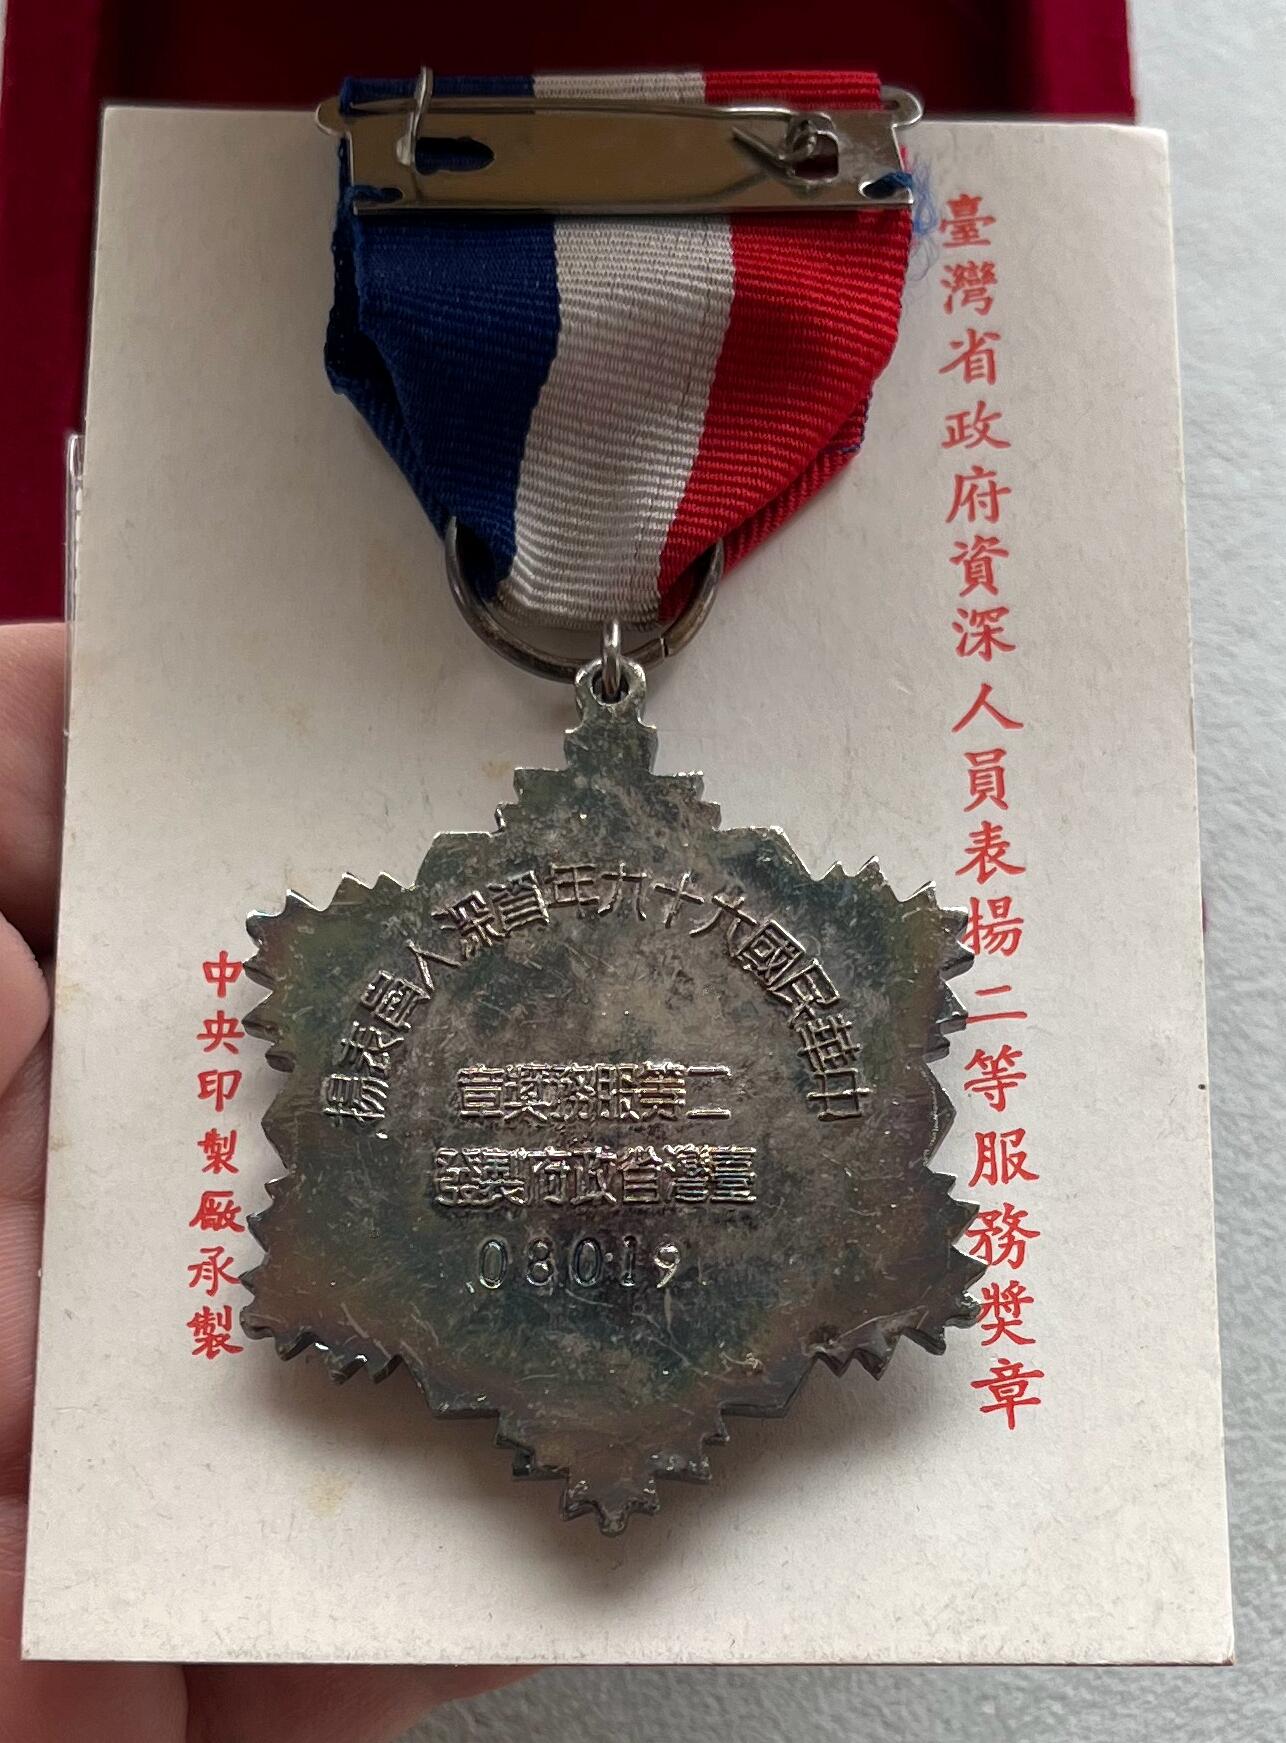 臺灣省政府資深人員表揚二等服務獎章
中華民國六十九年資深人員表揚
二等服務獎章
臺灣省政府製發
08019
中央印製廠承製